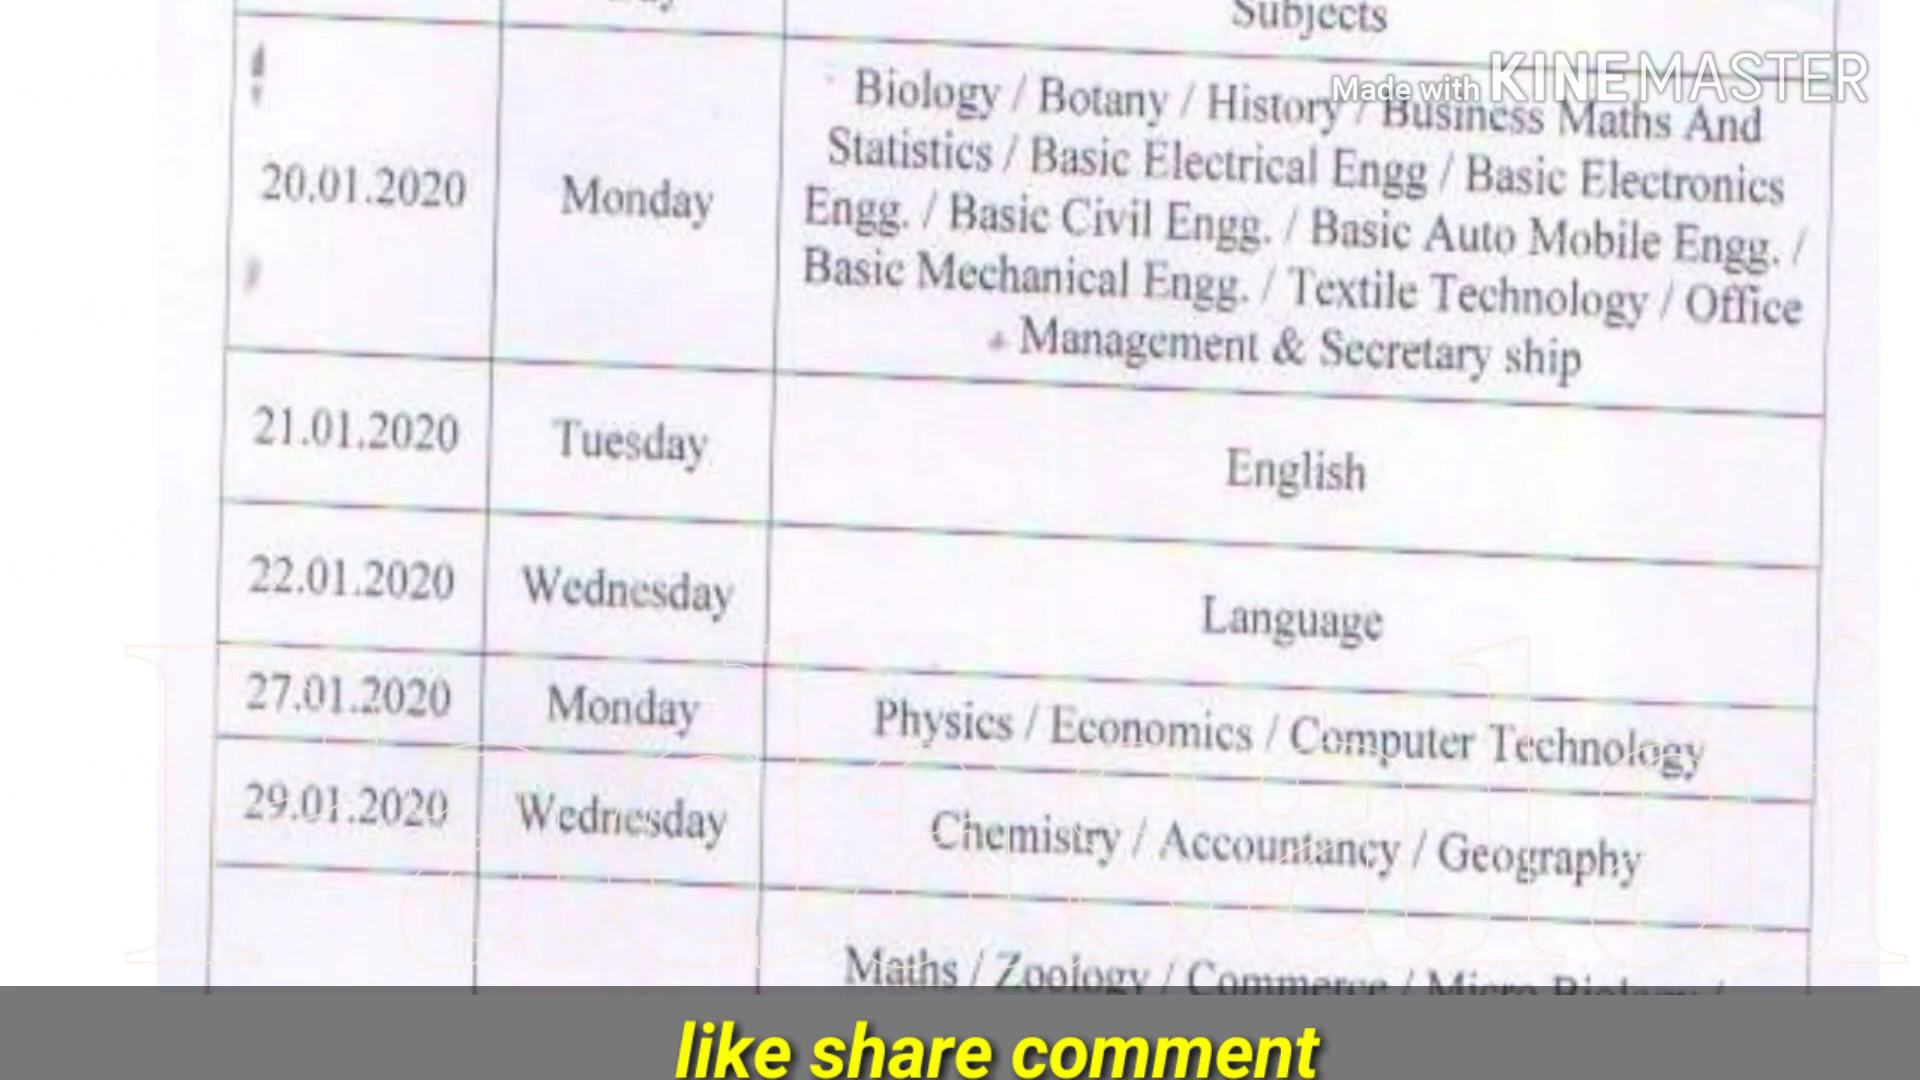 Subjects
Made with KINEMASTER
Biology / Botany / History / Business Maths And
Statistics / Basic Electrical Engg / Basic Electronics
Engg. / Basic Civil Engg. / Basic Auto Mobile Engg. /
Basic Mechanical Engg. / Textile Technology / Office
Management & Secretary ship
20.01.2020 Monday
21.01.2020 Tuesday English
22.01.2020 Wednesday Language
27.01.2020 Monday Physics / Economics / Computer Technology
29.01.2020 Wednesday Chemistry / Accountancy / Geography
Maths / Zoology / Commerce / Micro Biology /
Padasalai
like share comment